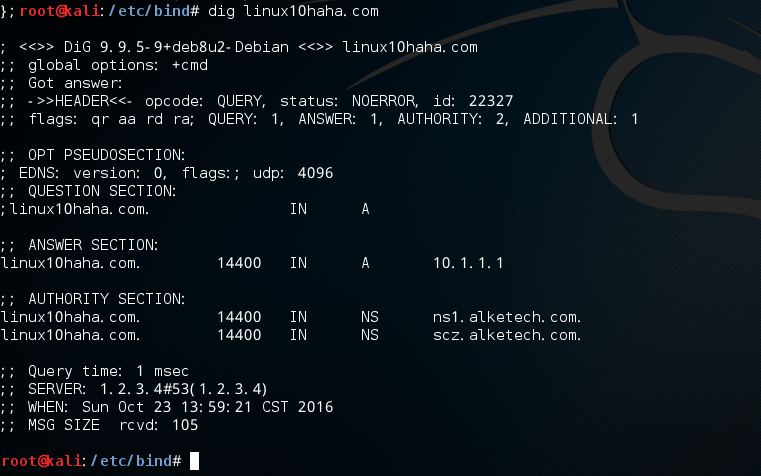 };root@kali:/etc/bind# dig linux10haha.com
; <<>> DiG 9.9.5-9+deb8u2-Debian <<>> linux10haha.com
;; global options: +cmd
;; Got answer:
;; ->>HEADER<<- opcode: QUERY, status: NOERROR, id: 22327
;; flags: qr aa rd ra; QUERY: 1, ANSWER: 1, AUTHORITY: 2, ADDITIONAL: 1
;; OPT PSEUDOSECTION:
; EDNS: version: 0, flags:; udp: 4096
;; QUESTION SECTION:
;linux10haha.com. IN A
;; ANSWER SECTION:
linux10haha.com. 14400 IN A 10.1.1.1
;; AUTHORITY SECTION:
linux10haha.com. 14400 IN NS ns1.alketech.com.
linux10haha.com. 14400 IN NS scz.alketech.com.
;; Query time: 1 msec
;; SERVER: 1.2.3.4#53(1.2.3.4)
;; WHEN: Sun Oct 23 13:59:21 CST 2016
;; MSG SIZE rcvd: 105
root@kali:/etc/bind#